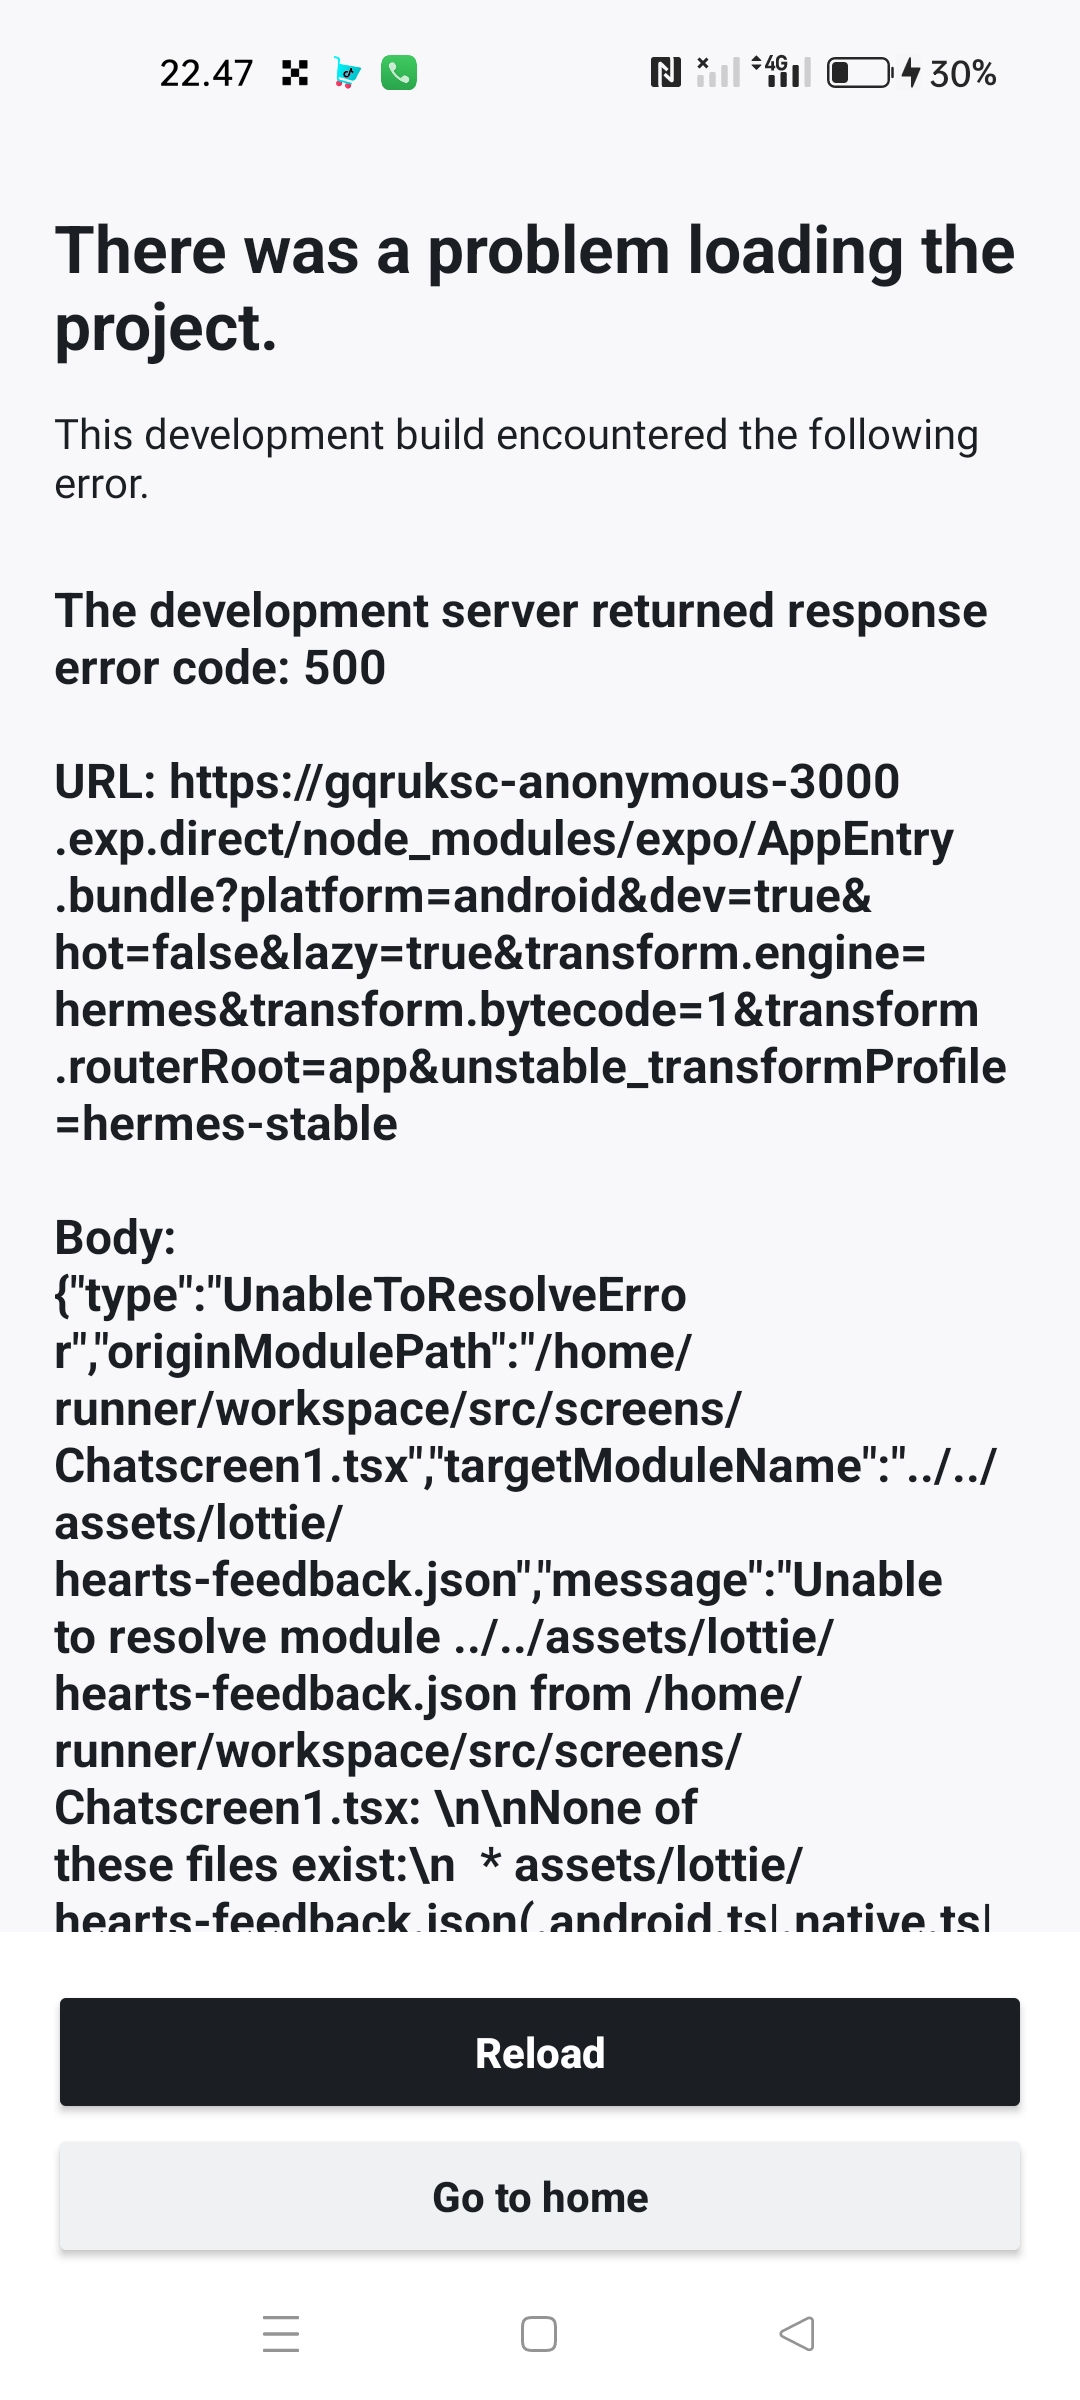 22.47
4G
30%
There was a problem loading the
project.
This development build encountered the following
error.
The development server returned response
error code: 500
URL: https://gqruksc-anonymous-3000
.exp.direct/node_modules/expo/AppEntry
.bundle?platform=android&dev=true&
hot=false&lazy=true&transform.engine=
hermes&transform.bytecode=1&transform
.routerRoot=app&unstable_transformProfile
=hermes-stable
Body:
{"type":"UnableToResolveErro
r","originModulePath":"/home/
runner/workspace/src/screens/
Chatscreen1.tsx","targetModuleName":"../../
assets/lottie/
hearts-feedback.json","message":"Unable
to resolve module ../../assets/lottie/
hearts-feedback.json from /home/
runner/workspace/src/screens/
Chatscreen1.tsx: \n\nNone of
these files exist:\n  * assets/lottie/
hearts-feedback.json(.android.ts|.native.ts|
Reload
Go to home